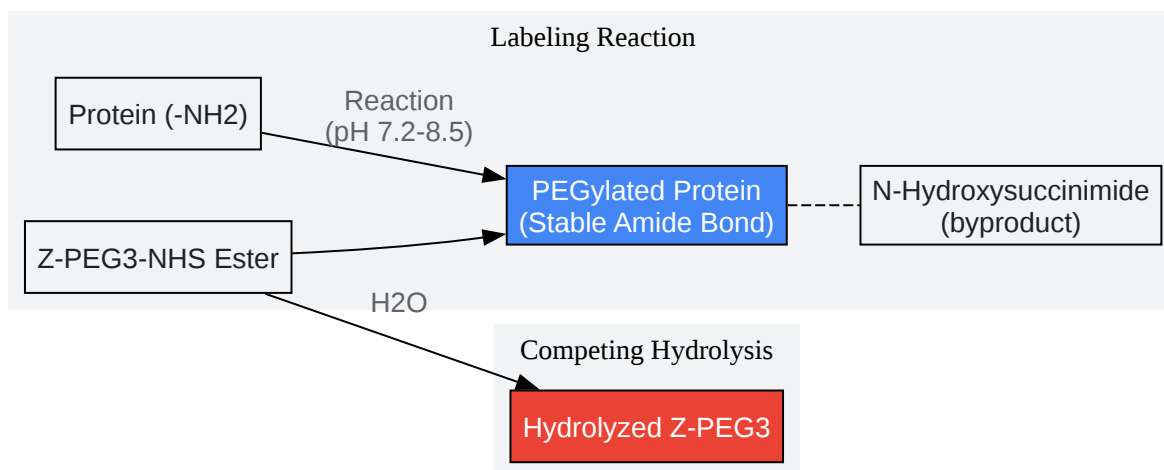 Labeling Reaction
Protein (-NH2)
Reaction
(pH 7.2-8.5)
PEGylated Protein
(Stable Amide Bond)
N-Hydroxysuccinimide
(byproduct)
Z-PEG3-NHS Ester
H2O
Competing Hydrolysis
Hydrolyzed Z-PEG3